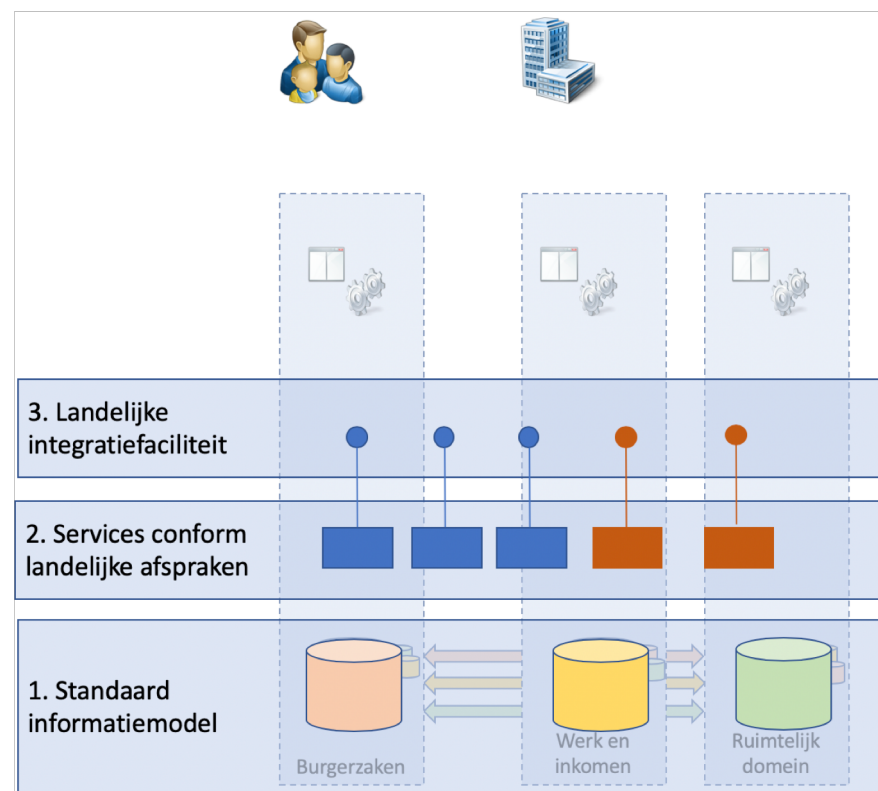 3. Landelijke
integratiefaciliteit
2. Services conform
landelijke afspraken
1. Standaard
informatiemodel
Burgerzaken
Werk en
inkomen
Ruimtelijk
domein